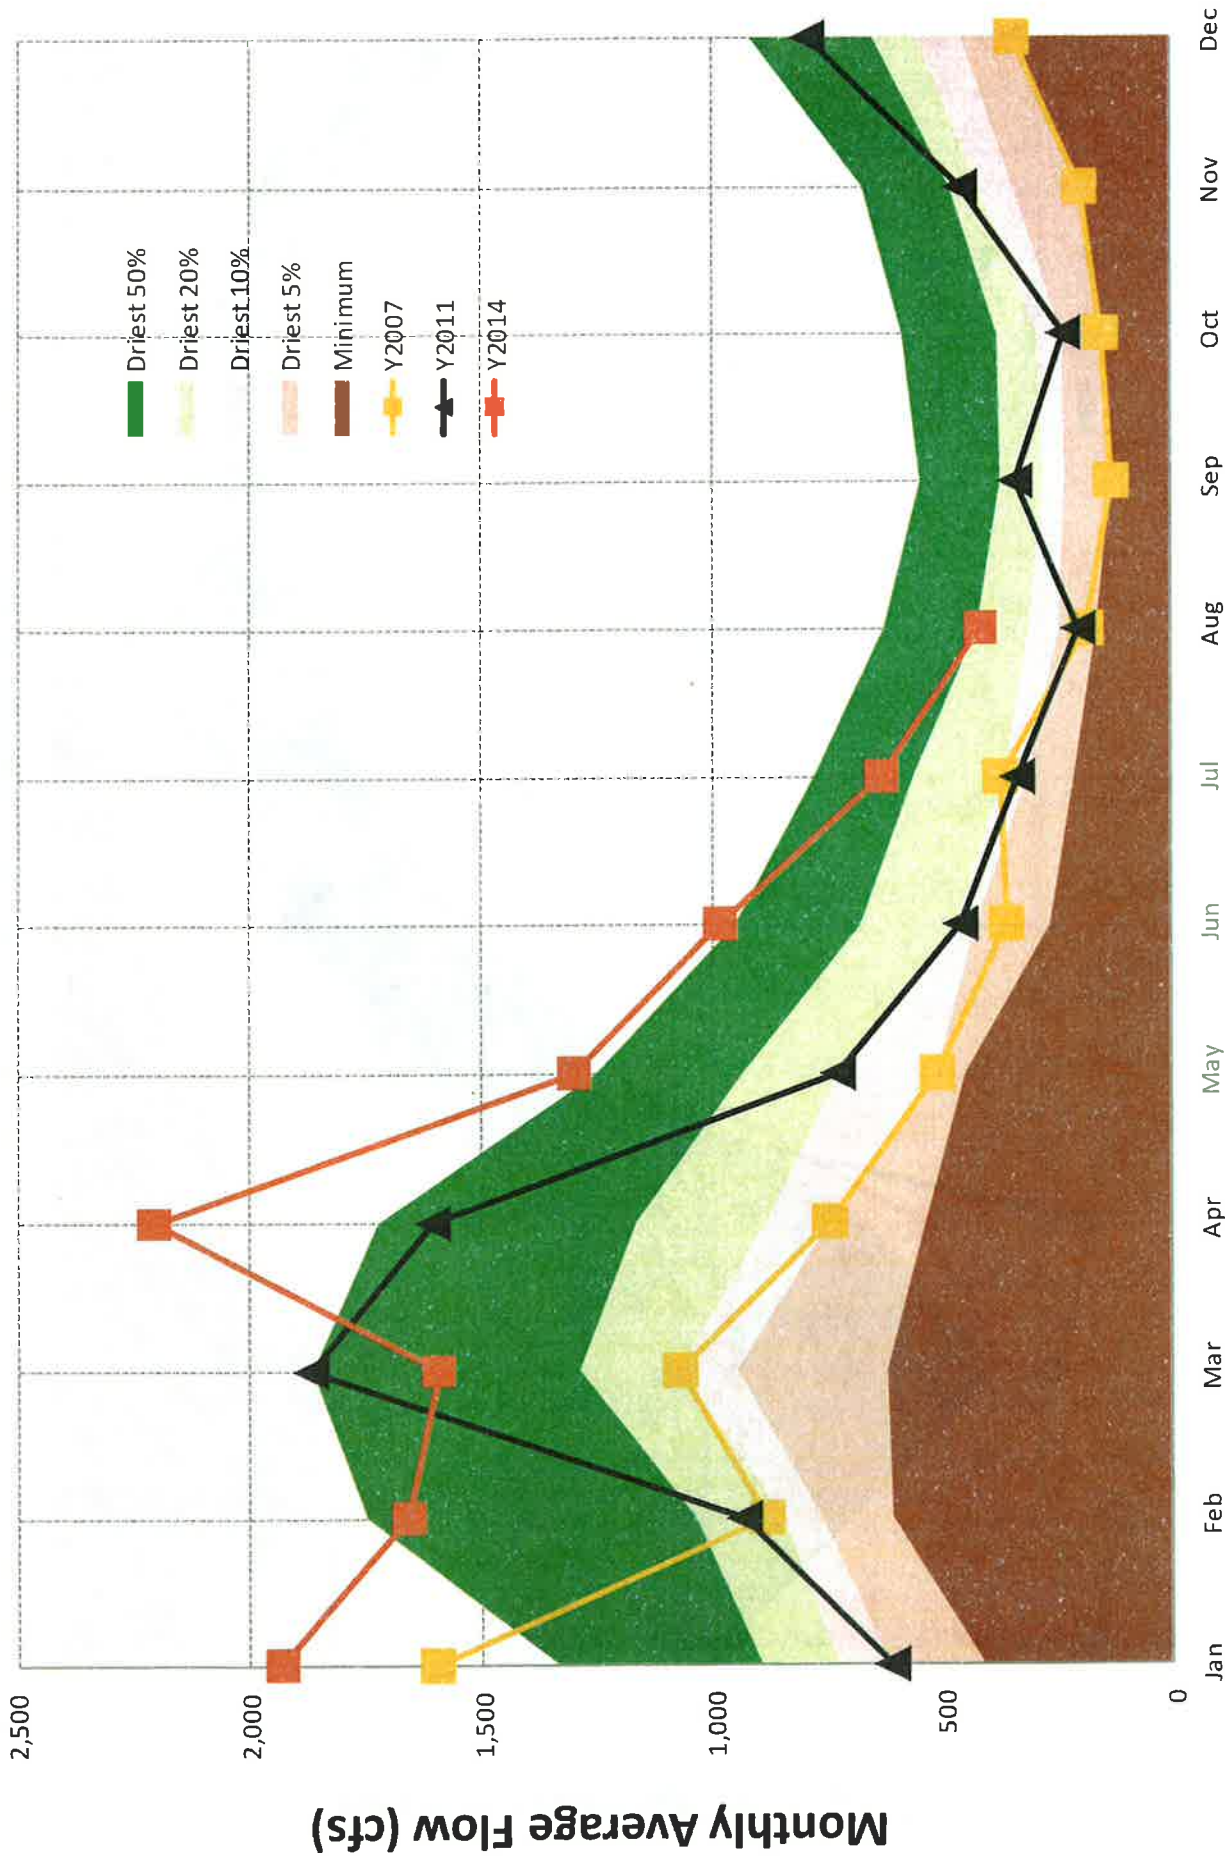 Monthly Average Flow (cfs)
2,500
2,000
1,500
1,000
500
0
Jan
Feb
Mar
Apr
May
Jun
Jul
Aug
Sep
Oct
Nov
Dec
Driest 50%
Driest 20%
Driest 10%
Driest 5%
Minimum
Y2007
Y2011
Y2014